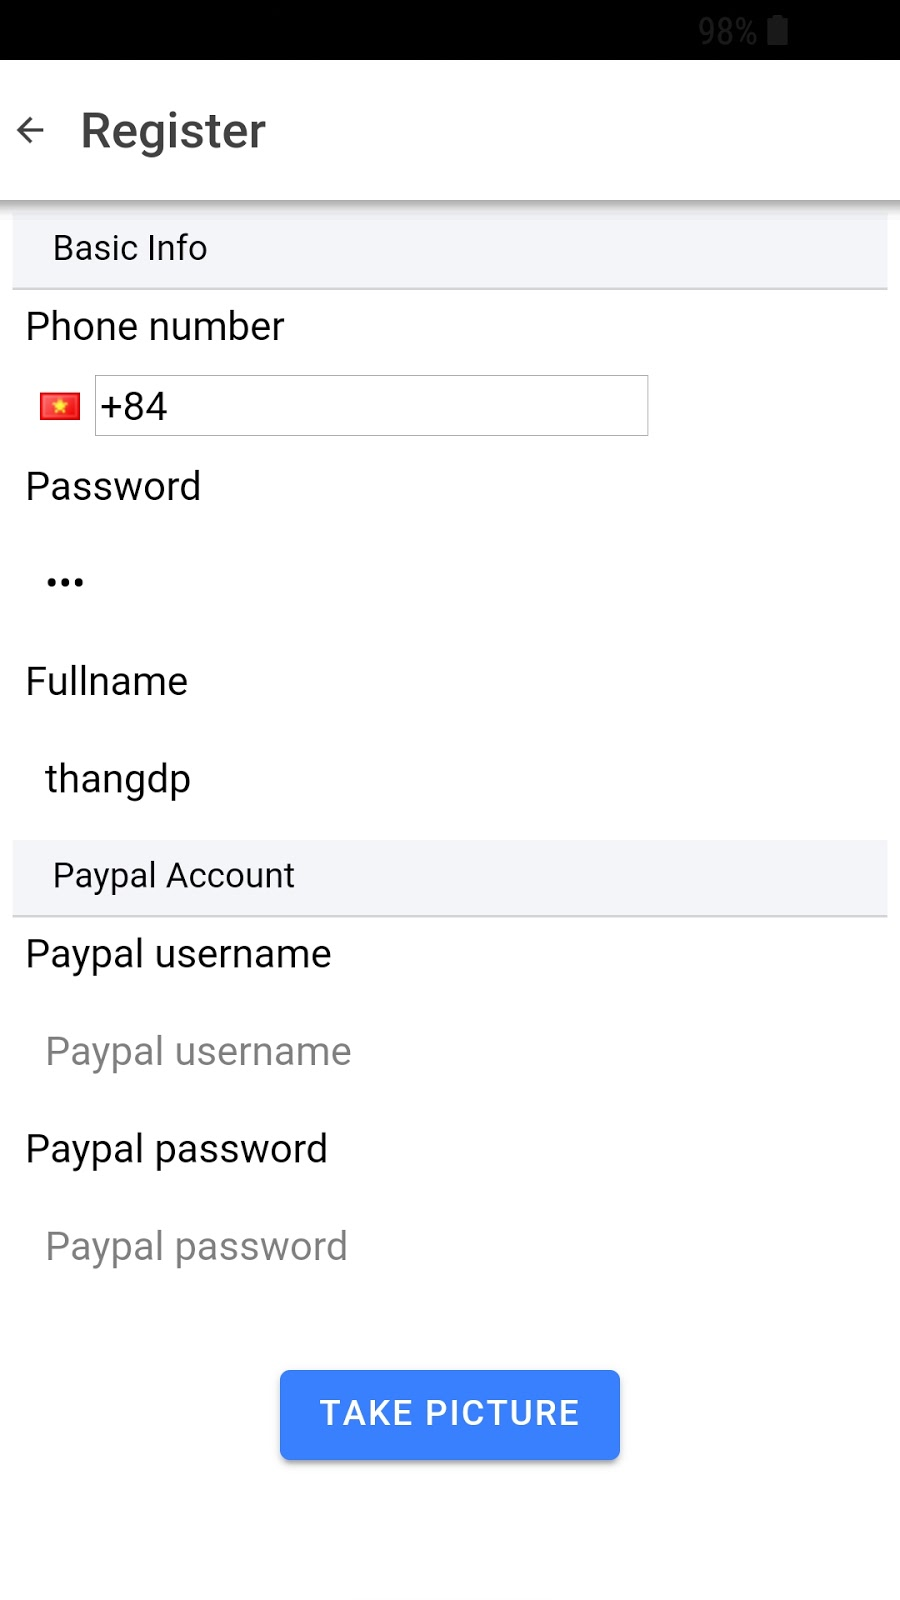 98%
Register
Basic Info
Phone number
+84
Password
•••
Fullname
thangdp
Paypal Account
Paypal username
Paypal username
Paypal password
Paypal password
TAKE PICTURE